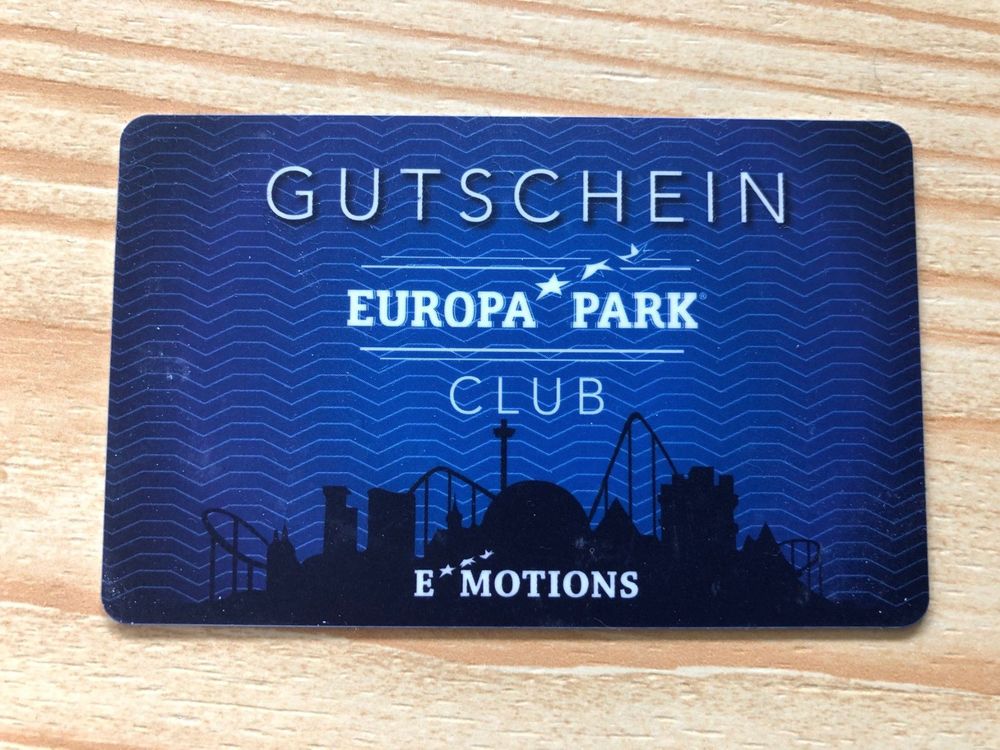 GUTSCHEIN
EUROPA PARK®
CLUB
E MOTIONS